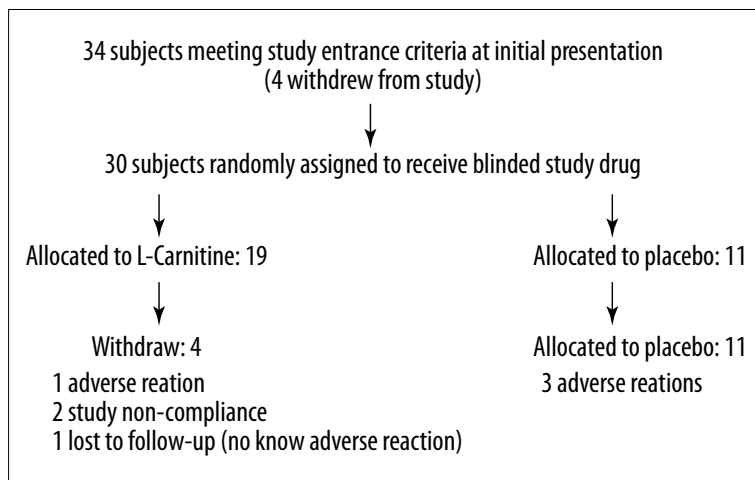 34 subjects meeting study entrance criteria at initial presentation
(4 withdrew from study)
30 subjects randomly assigned to receive blinded study drug
Allocated to L-Carnitine: 19
Allocated to placebo: 11
Withdraw: 4
1 adverse reation
2 study non-compliance
1 lost to follow-up (no know adverse reaction)
Allocated to placebo: 11
3 adverse reations